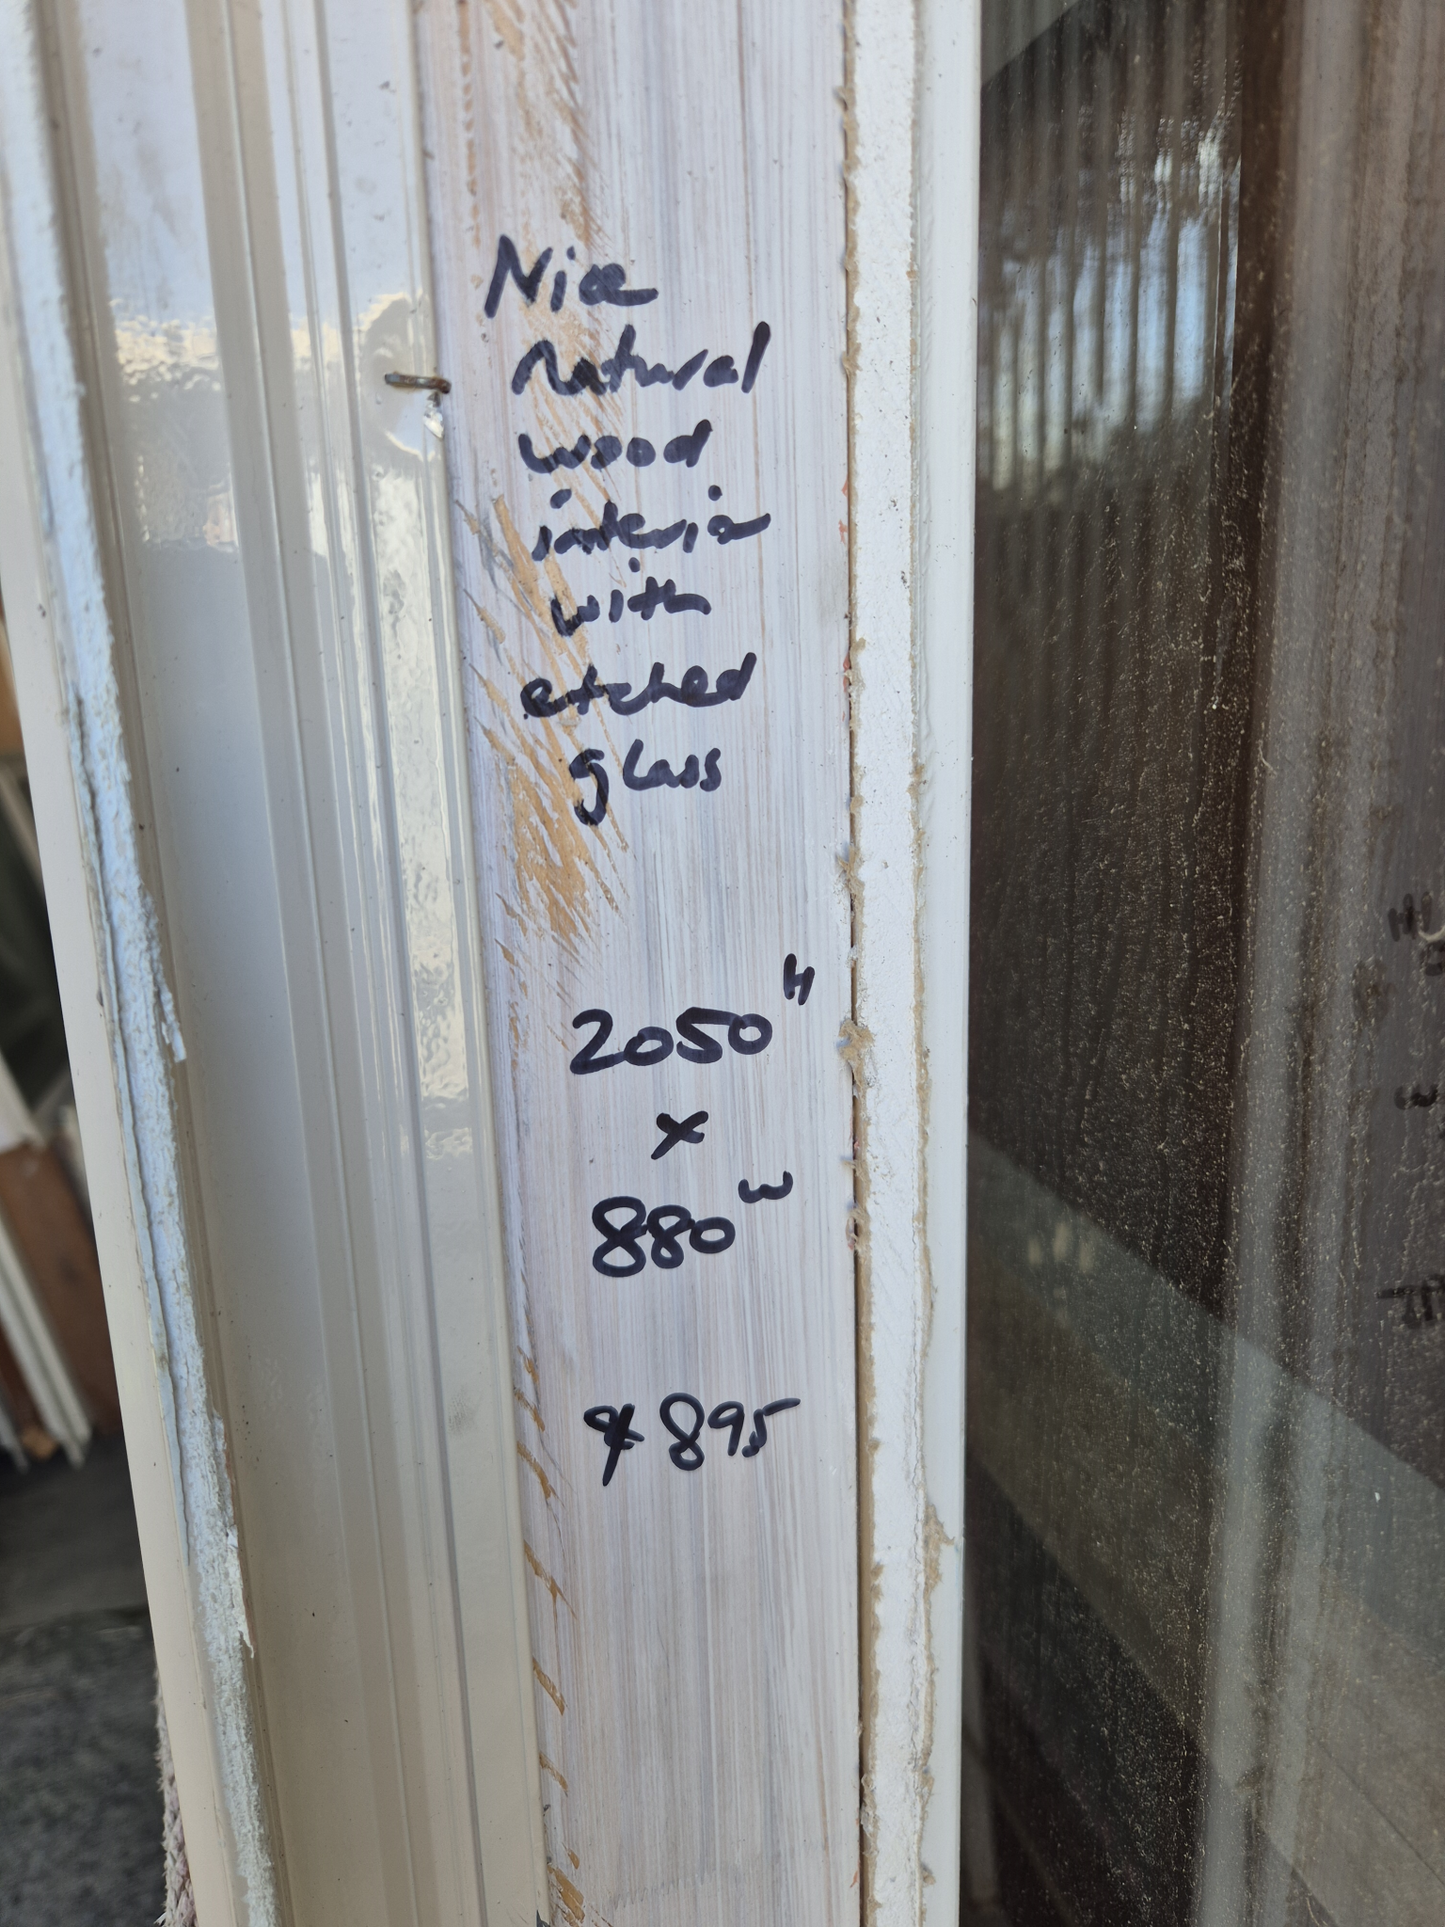 Nice
natural
wood
interior
with
etched
glass
2050 H
x
880 W
$895